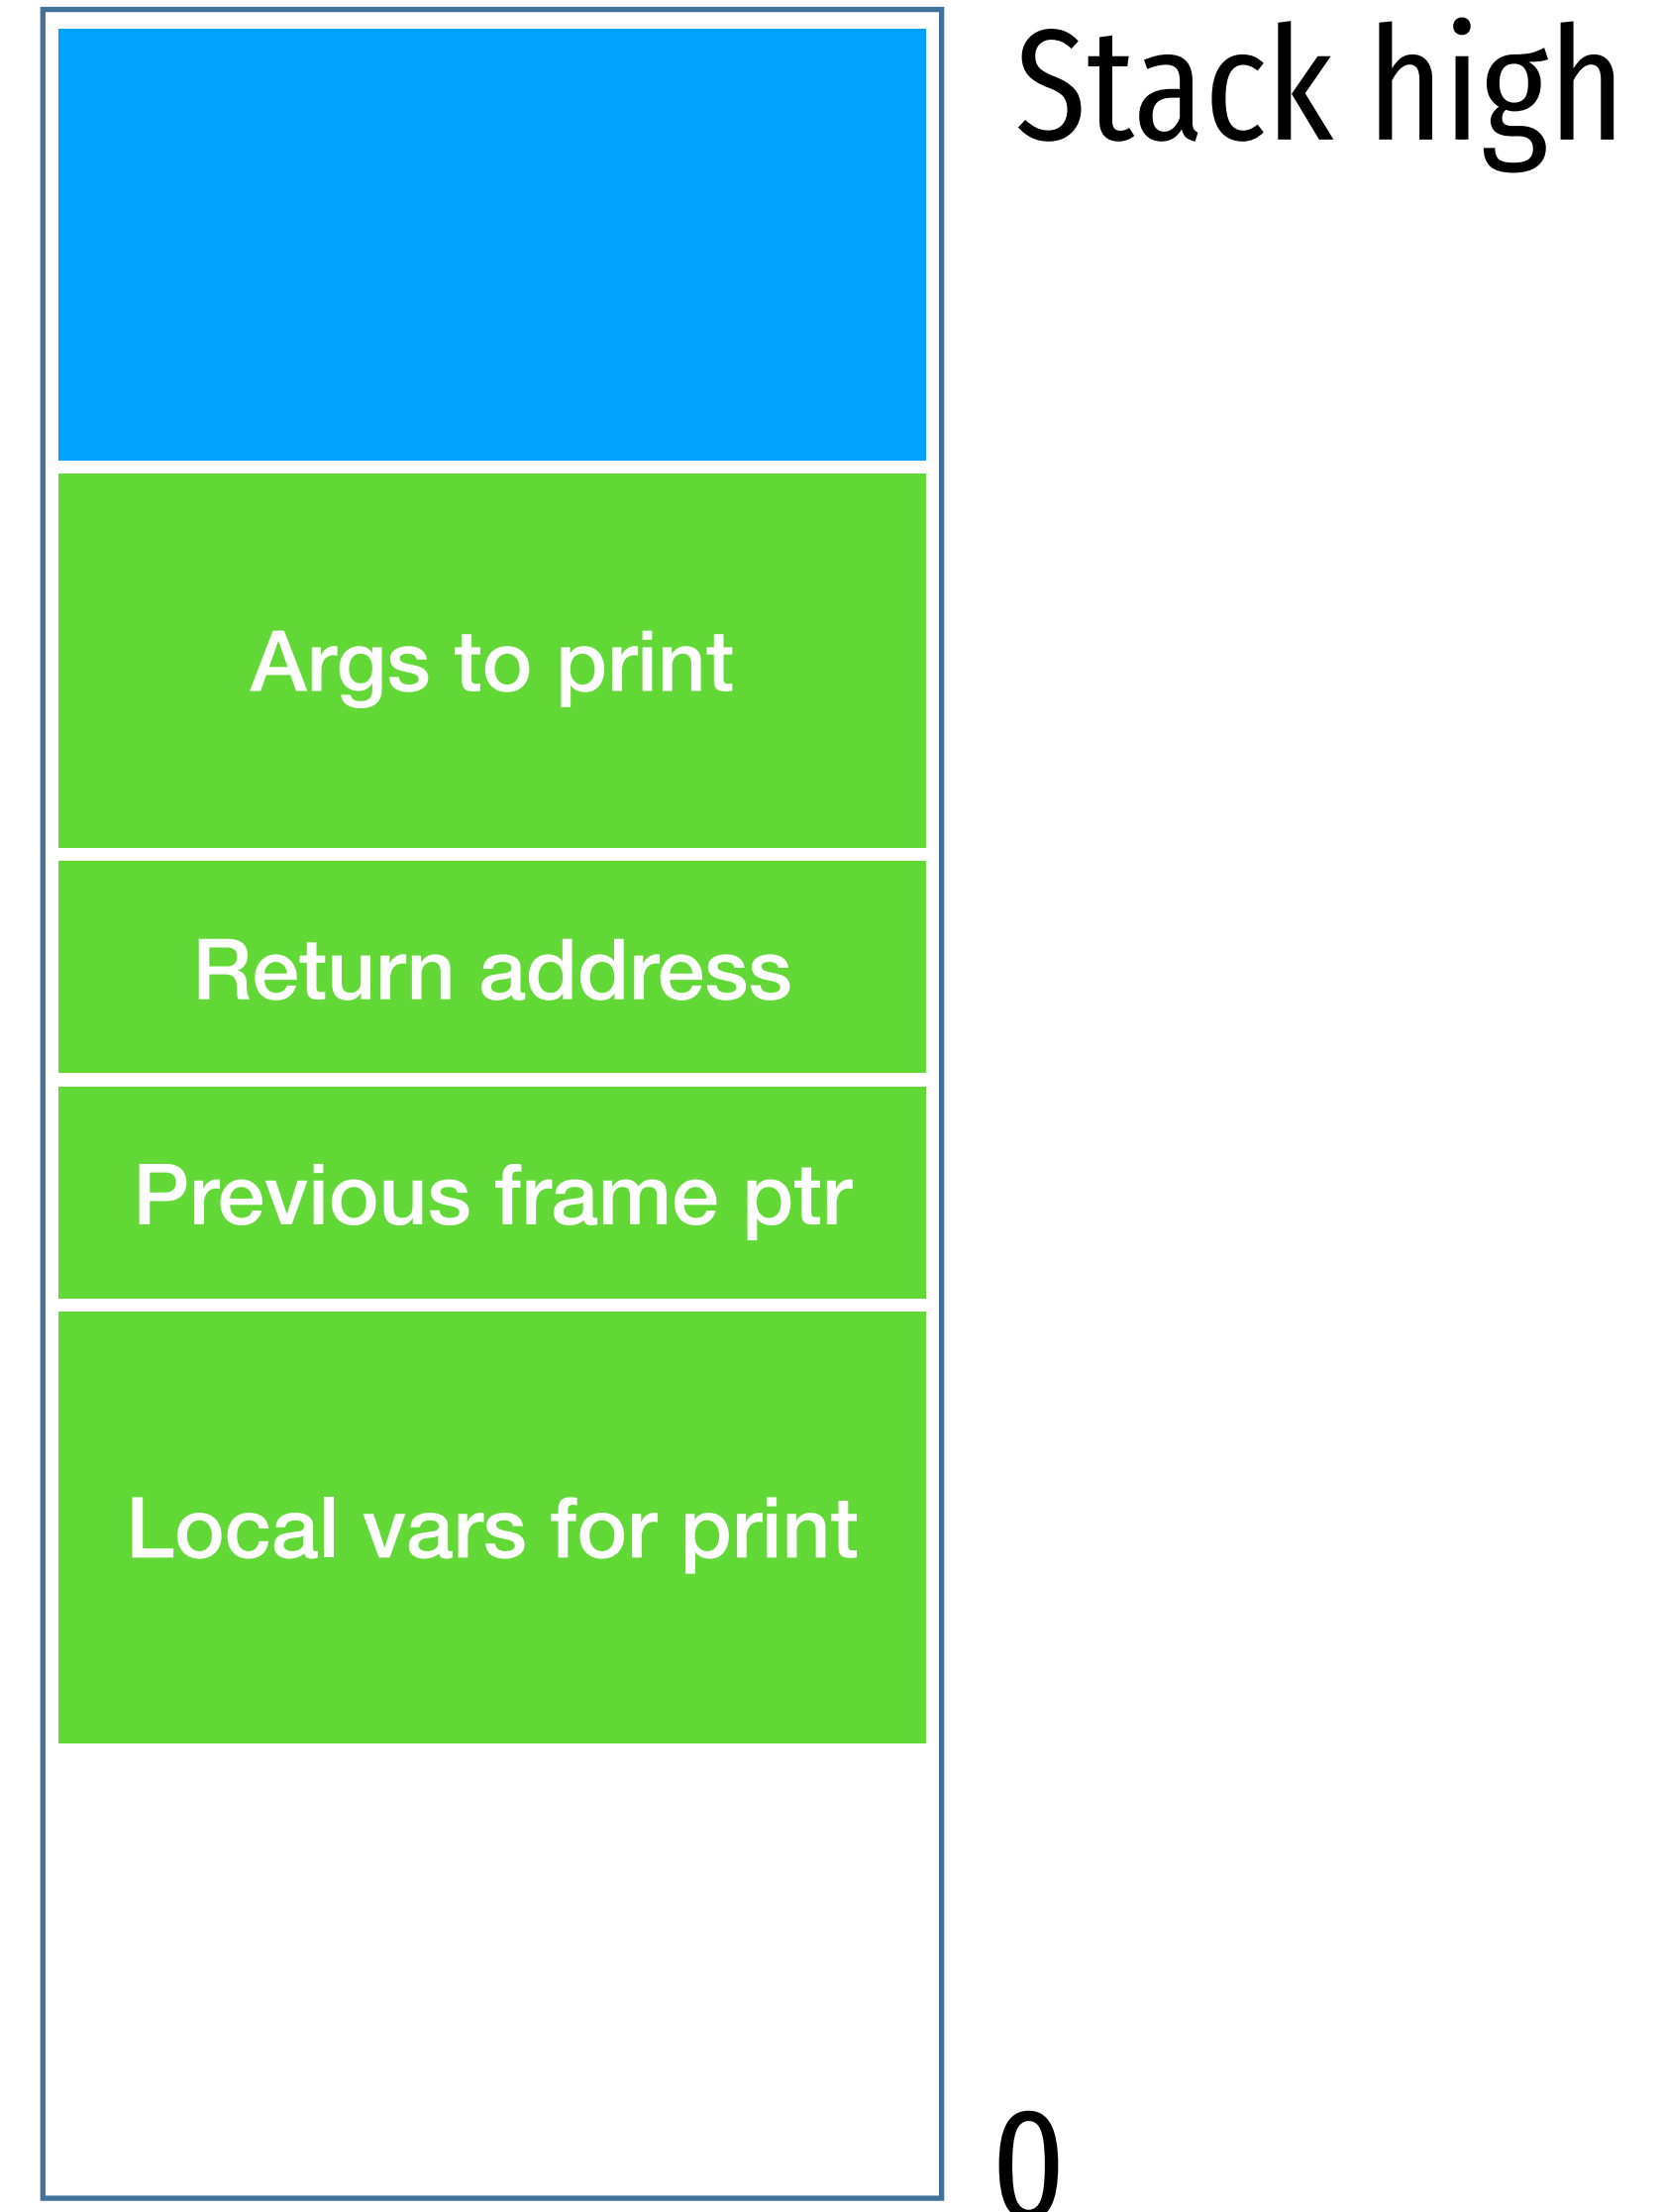 Stack high
Args to print
Return address
Previous frame ptr
Local vars for print
0